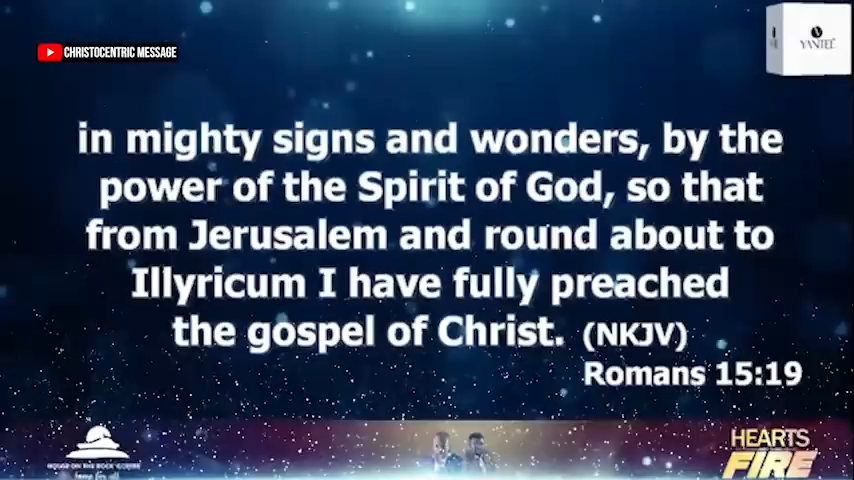 CHRISTOCENTRIC MESSAGE
YANTEE
in mighty signs and wonders, by the
power of the Spirit of God, so that
from Jerusalem and round about to
Illyricum I have fully preached
the gospel of Christ. (NKJV)
Romans 15:19
HEARTS
FIRE